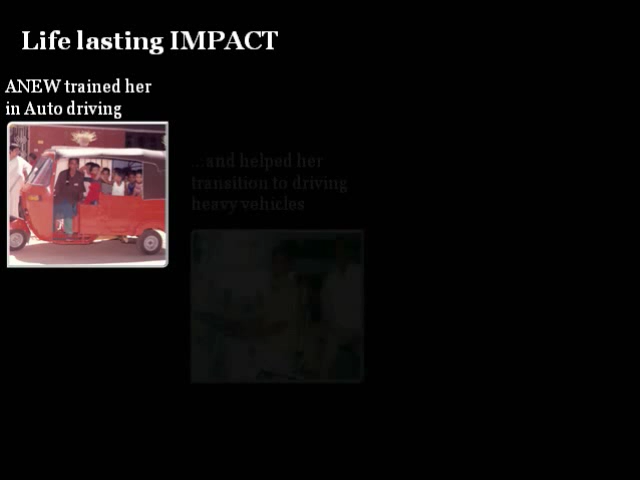 Life lasting IMPACT
ANEW trained her
in Auto driving
...and helped her
transition to driving
heavy vehicles